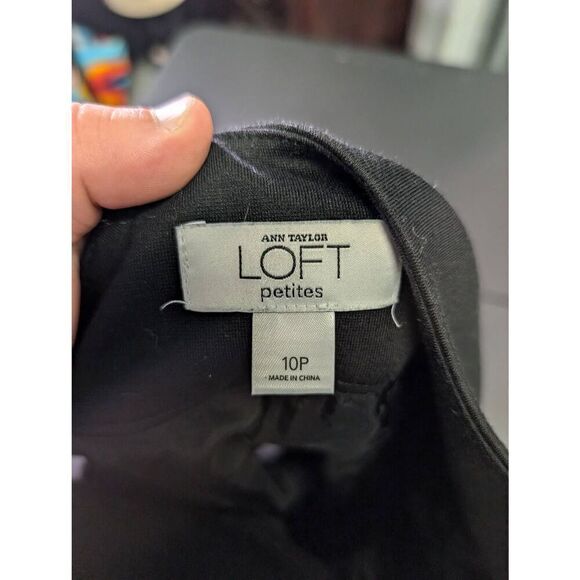 ANN TAYLOR
LOFT
petites
10P
MADE IN CHINA